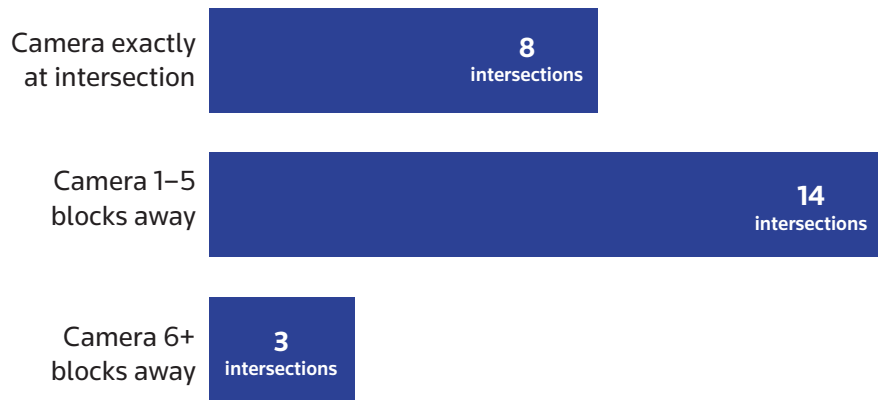 Camera exactly
at intersection
8
intersections
Camera 1–5
blocks away
14
intersections
Camera 6+
blocks away
3
intersections